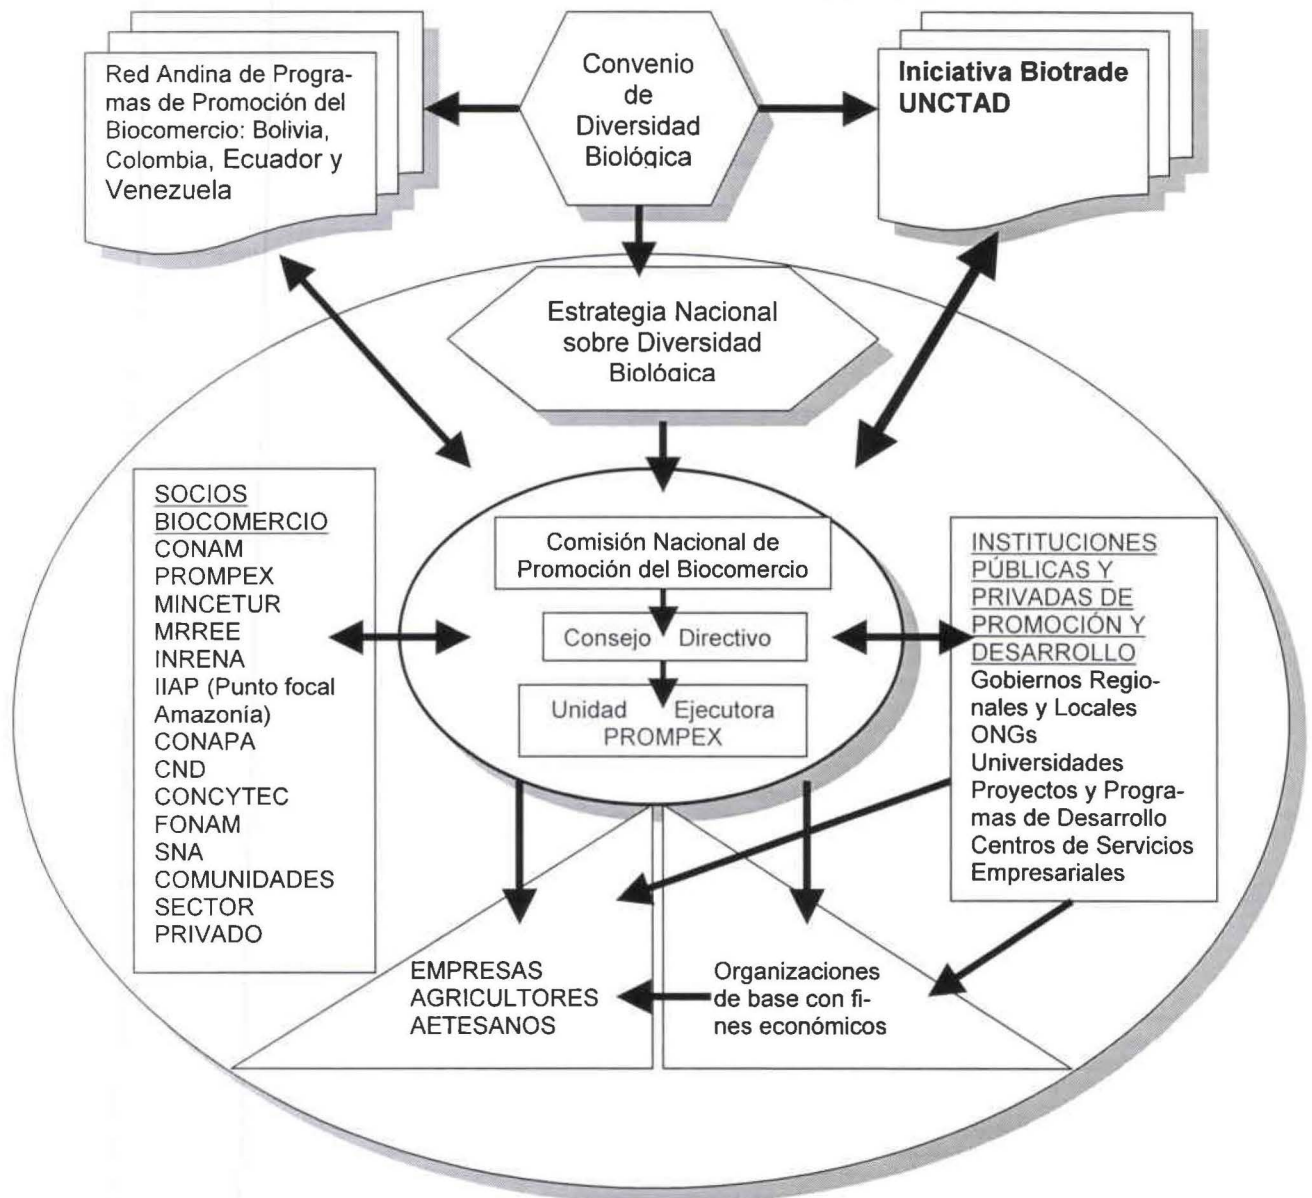 Red Andina de Progra-
mas de Promoción del
Biocomercio: Bolivia,
Colombia, Ecuador y
Venezuela
Convenio
de
Diversidad
Biológica
Iniciativa Biotrade
UNCTAD
Estrategia Nacional
sobre Diversidad
Biológica
SOCIOS
BIOCOMERCIO
CONAM
PROMPEX
MINCETUR
MRREE
INRENA
IIAP (Punto focal
Amazonía)
CONAPA
CND
CONCYTEC
FONAM
SNA
COMUNIDADES
SECTOR
PRIVADO
Comisión Nacional de
Promoción del Biocomercio
Consejo Directivo
Unidad Ejecutora
PROMPEX
INSTITUCIONES
PÚBLICAS Y
PRIVADAS DE
PROMOCIÓN Y
DESARROLLO
Gobiernos Regio-
nales y Locales
ONGs
Universidades
Proyectos y Progra-
mas de Desarrollo
Centros de Servicios
Empresariales
EMPRESAS
AGRICULTORES
AETESANOS
Organizaciones
de base con fi-
nes económicos